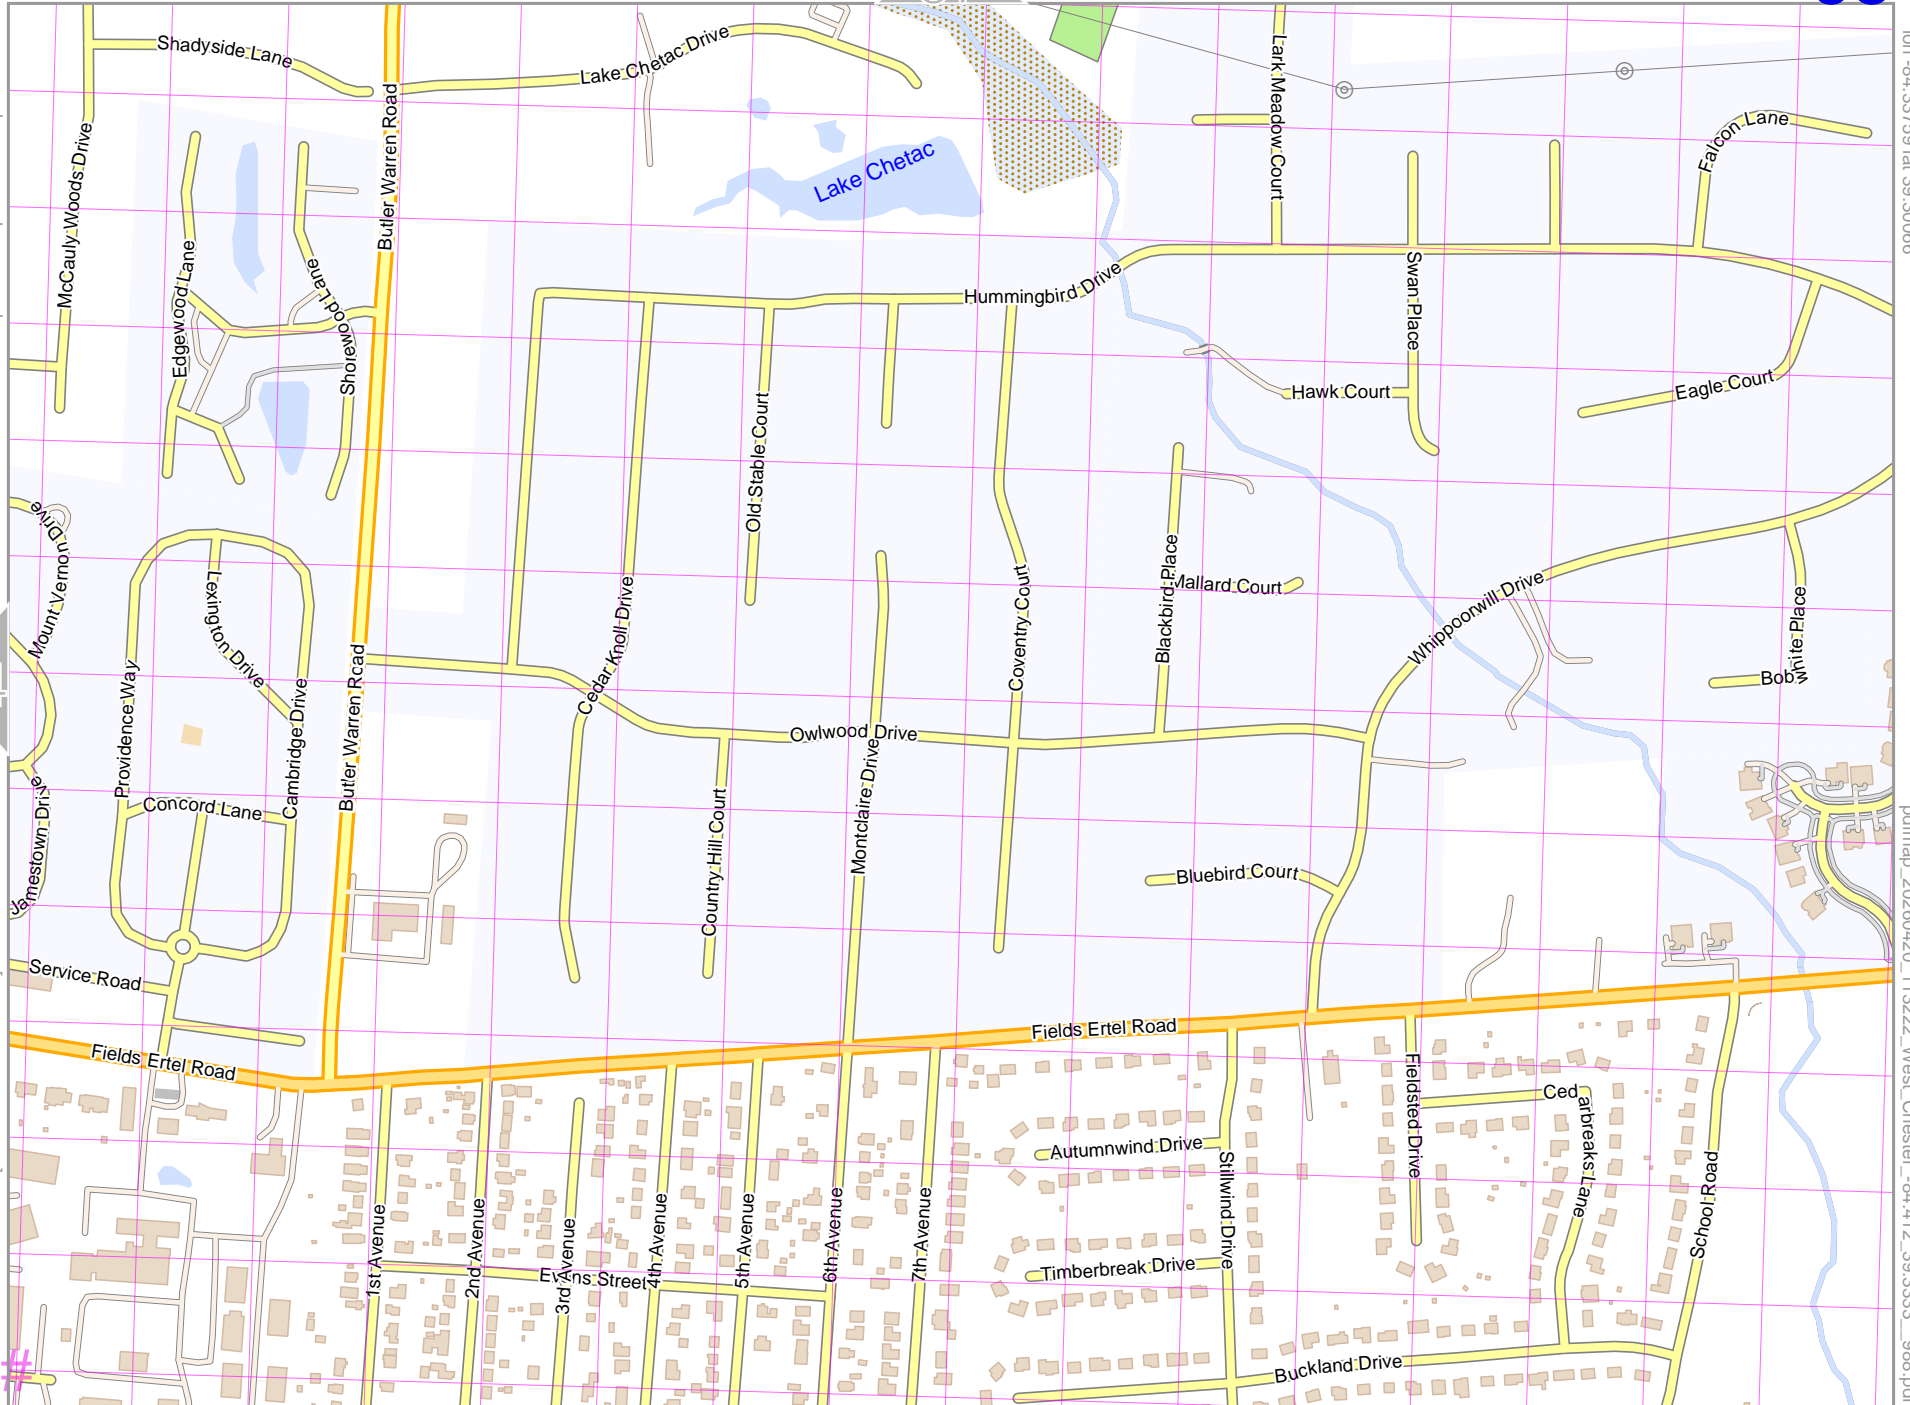 Shadyside Lane
Lake Chetac Drive
Butler Warren Road
McCauly Woods Drive
Lake Chetac
Lark Meadow Court
Falcon Lane
Edgewood Lane
Shorewood Lane
Hummingbird Drive
Swan Place
Hawk Court
Eagle Court
Old Stable Court
Mount Vernon Drive
Lexington Drive
Cedar Knoll Drive
Coventry Court
Blackbird Place
Mallard Court
Whippoorwill Drive
Bobwhite Place
Providence Way
Cambridge Drive
Butler Warren Road
Owlwood Drive
Concord Lane
Jamestown Drive
Country Hill Court
Montclaire Drive
Bluebird Court
Service Road
Fields Ertel Road
Fields Ertel Road
Fieldsted Drive
Cedarbreaks Lane
Autumnwind Drive
Stillwind Drive
School Road
1st Avenue
2nd Avenue
3rd Avenue
4th Avenue
5th Avenue
6th Avenue
7th Avenue
Evans Street
Timberbreak Drive
Buckland Drive
#